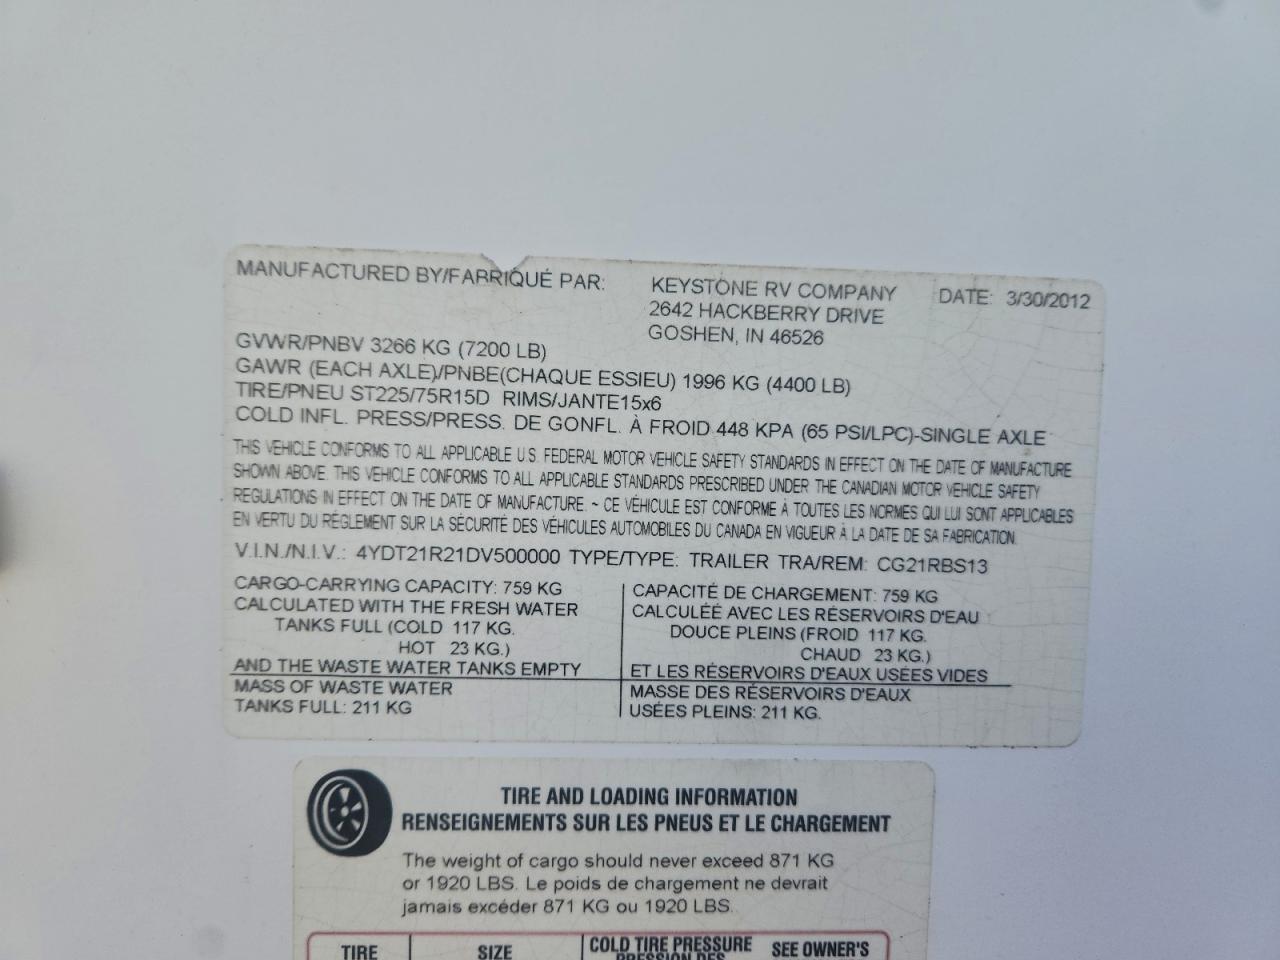 MANUFACTURED BY/FABRIQUÉ PAR: KEYSTONE RV COMPANY DATE: 3/30/2012
2642 HACKBERRY DRIVE
GOSHEN, IN 46526
GVWR/PNBV 3266 KG (7200 LB)
GAWR (EACH AXLE)/PNBE(CHAQUE ESSIEU) 1996 KG (4400 LB)
TIRE/PNEU ST225/75R15D RIMS/JANTE15x6
COLD INFL. PRESS/PRESS. DE GONFL. À FROID 448 KPA (65 PSI/LPC)-SINGLE AXLE
THIS VEHICLE CONFORMS TO ALL APPLICABLE U.S. FEDERAL MOTOR VEHICLE SAFETY STANDARDS IN EFFECT ON THE DATE OF MANUFACTURE
SHOWN ABOVE. THIS VEHICLE CONFORMS TO ALL APPLICABLE STANDARDS PRESCRIBED UNDER THE CANADIAN MOTOR VEHICLE SAFETY
REGULATIONS IN EFFECT ON THE DATE OF MANUFACTURE. ~ CE VÉHICULE EST CONFORME À TOUTES LES NORMES QUI LUI SONT APPLICABLES
EN VERTU DU RÉGLEMENT SUR LA SÉCURITÉ DES VÉHICULES AUTOMOBILES DU CANADA EN VIGUEUR À LA DATE DE SA FABRICATION.
V.I.N./N.I.V.: 4YDT21R21DV500000 TYPE/TYPE: TRAILER TRA/REM: CG21RBS13
CARGO-CARRYING CAPACITY: 759 KG
CALCULATED WITH THE FRESH WATER
TANKS FULL (COLD 117 KG.
HOT 23 KG.)
AND THE WASTE WATER TANKS EMPTY
MASS OF WASTE WATER
TANKS FULL: 211 KG
CAPACITÉ DE CHARGEMENT: 759 KG
CALCULÉE AVEC LES RÉSERVOIRS D'EAU
DOUCE PLEINS (FROID 117 KG.
CHAUD 23 KG.)
ET LES RÉSERVOIRS D'EAUX USÉES VIDES
MASSE DES RÉSERVOIRS D'EAUX
USÉES PLEINS: 211 KG.
TIRE AND LOADING INFORMATION
RENSEIGNEMENTS SUR LES PNEUS ET LE CHARGEMENT
The weight of cargo should never exceed 871 KG
or 1920 LBS. Le poids de chargement ne devrait
jamais excéder 871 KG ou 1920 LBS.
TIRE SIZE COLD TIRE PRESSURE SEE OWNER'S
PRESSION DES